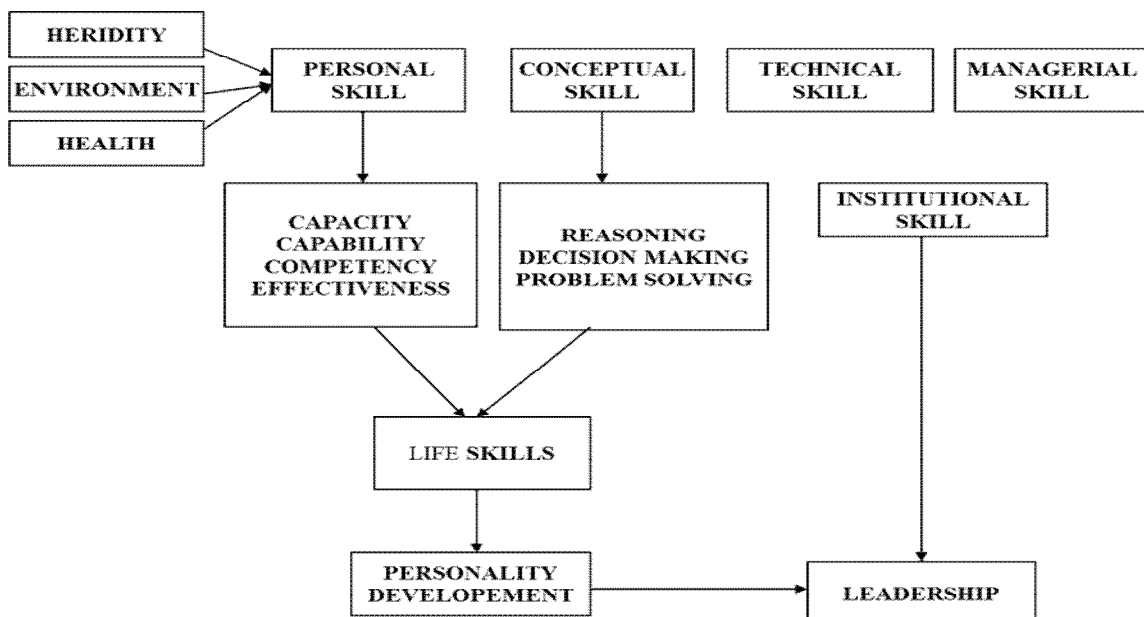 HERIDITY
ENVIRONMENT
HEALTH
PERSONAL
SKILL
CONCEPTUAL
SKILL
TECHNICAL
SKILL
MANAGERIAL
SKILL
CAPACITY
CAPABILITY
COMPETENCY
EFFECTIVENESS
REASONING
DECISION MAKING
PROBLEM SOLVING
INSTITUTIONAL
SKILL
LIFE SKILLS
PERSONALITY
DEVELOPEMENT
LEADERSHIP